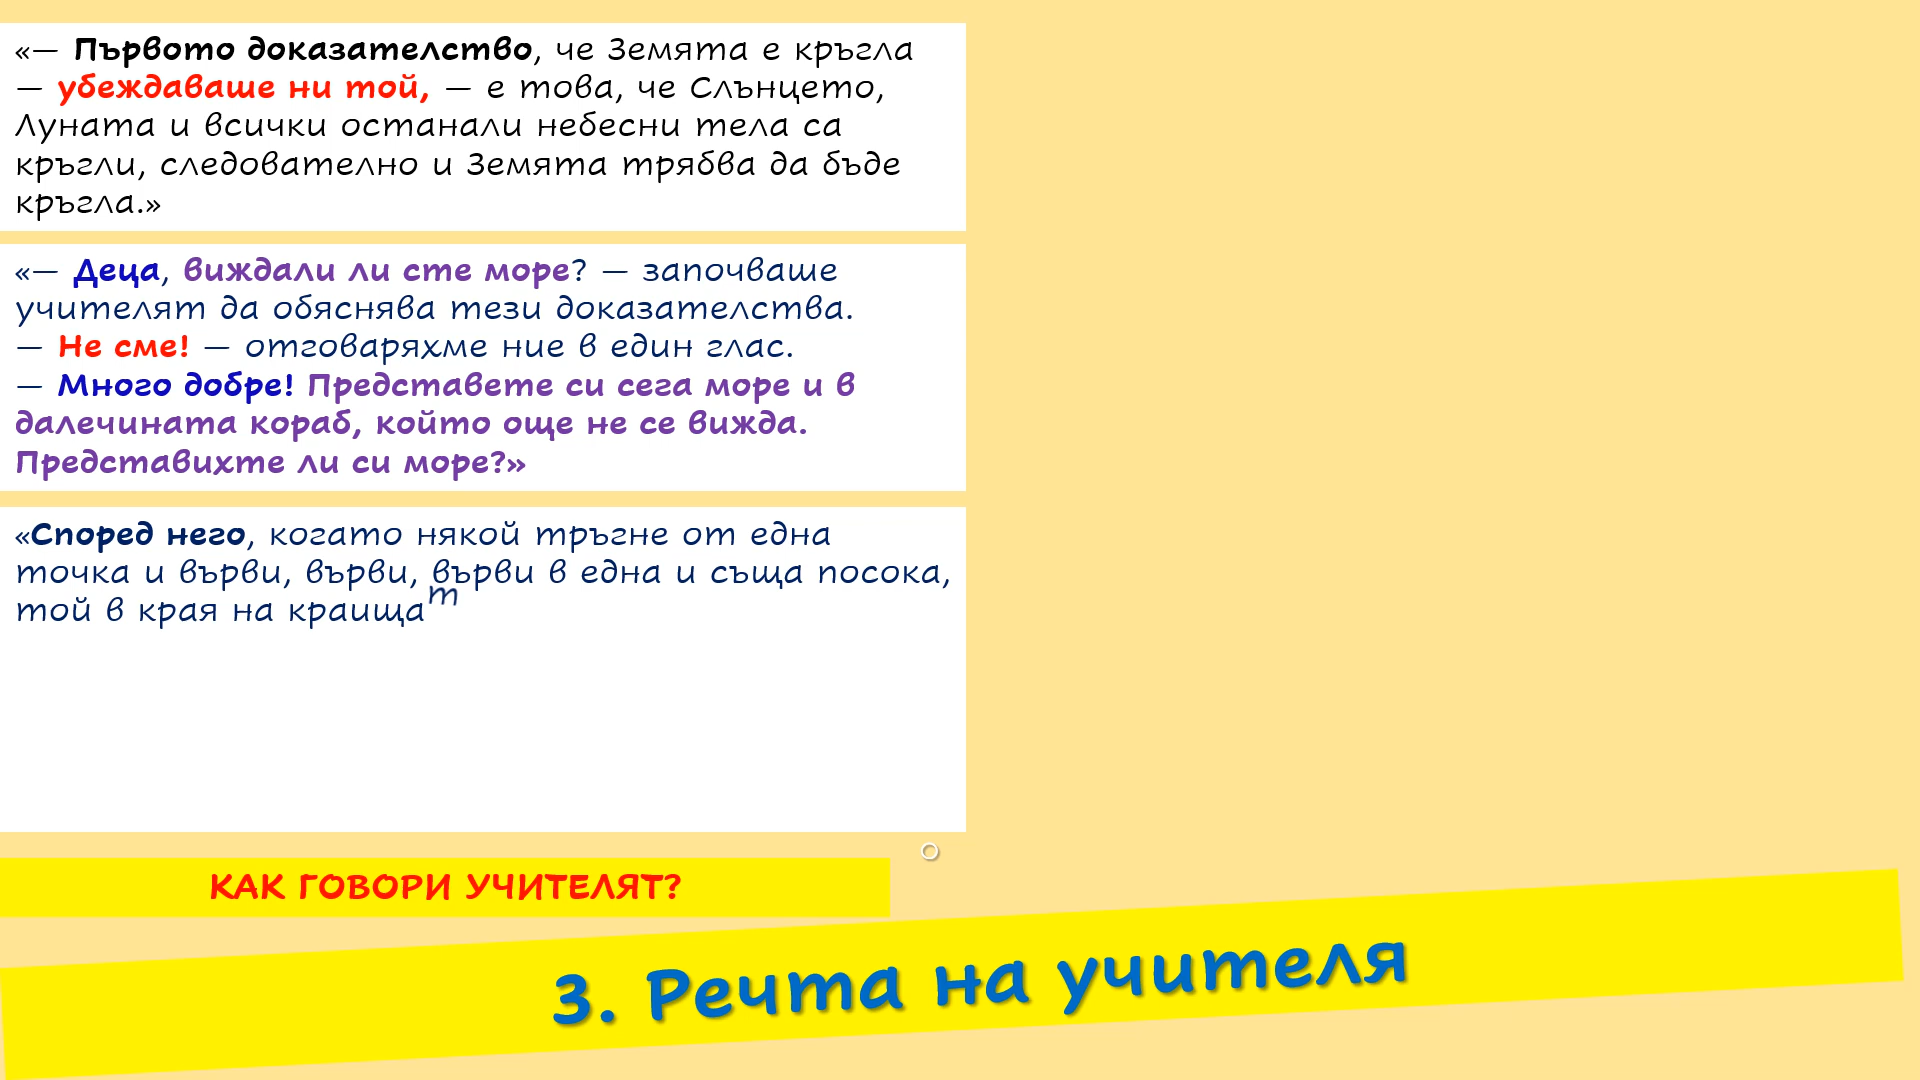 «— Първото доказателство, че Земята е кръгла
— убеждаваше ни той, — е това, че Слънцето,
Луната и всички останали небесни тела са
кръгли, следователно и Земята трябва да бъде
кръгла.»
«— Деца, виждали ли сте море? — започваше
учителят да обяснява тези доказателства.
— Не сме! — отговаряхме ние в един глас.
— Много добре! Представете си сега море и в
далечината кораб, който още не се вижда.
Представихте ли си море?»
«Според него, когато някой тръгне от една
точка и върви, върви, върви в една и съща посока,
той в края на краищат
КАК ГОВОРИ УЧИТЕЛЯТ?
3. Речта на учителя